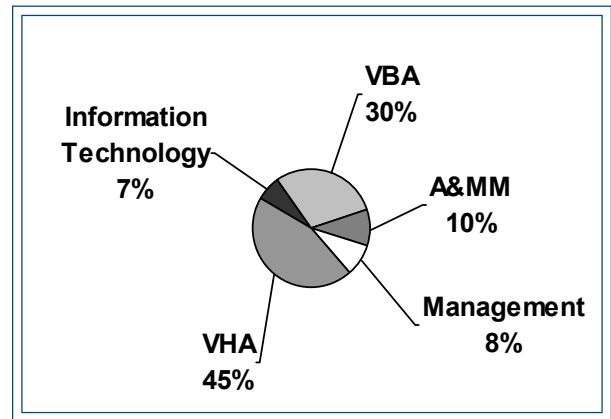 VBA
30%
Information
Technology
7%
A&MM
10%
Management
8%
VHA
45%